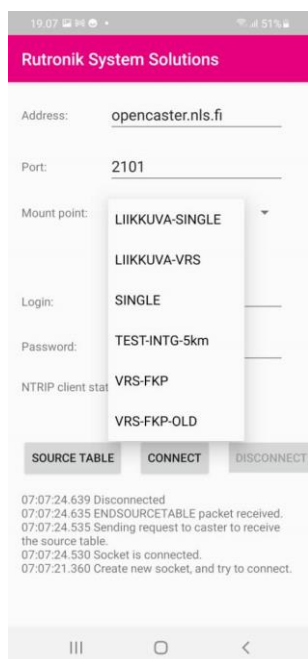 19.07
51%
Rutronik System Solutions
Address: opencaster.nls.fi
Port: 2101
Mount point:
LIIKKUVA-SINGLE
LIIKKUVA-VRS
SINGLE
Login:
TEST-INTG-5km
Password:
VRS-FKP
NTRIP client stat
VRS-FKP-OLD
SOURCE TABLE CONNECT DISCONNECT
07:07:24.639 Disconnected
07:07:24.635 ENDSOURCETABLE packet received.
07:07:24.535 Sending request to caster to receive
the source table.
07:07:24.530 Socket is connected.
07:07:21.360 Create new socket, and try to connect.